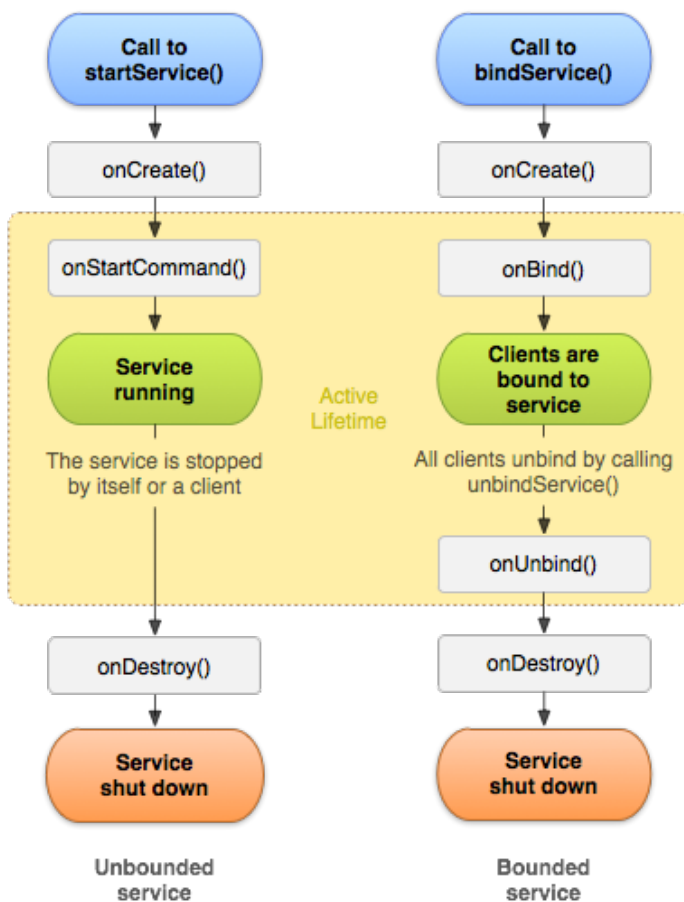 Call to
startService()
onCreate()
onStartCommand()
Service
running
The service is stopped
by itself or a client
onDestroy()
Service
shut down
Unbounded
service
Active
Lifetime
Call to
bindService()
onCreate()
onBind()
Clients are
bound to
service
All clients unbind by calling
unbindService()
onUnbind()
onDestroy()
Service
shut down
Bounded
service